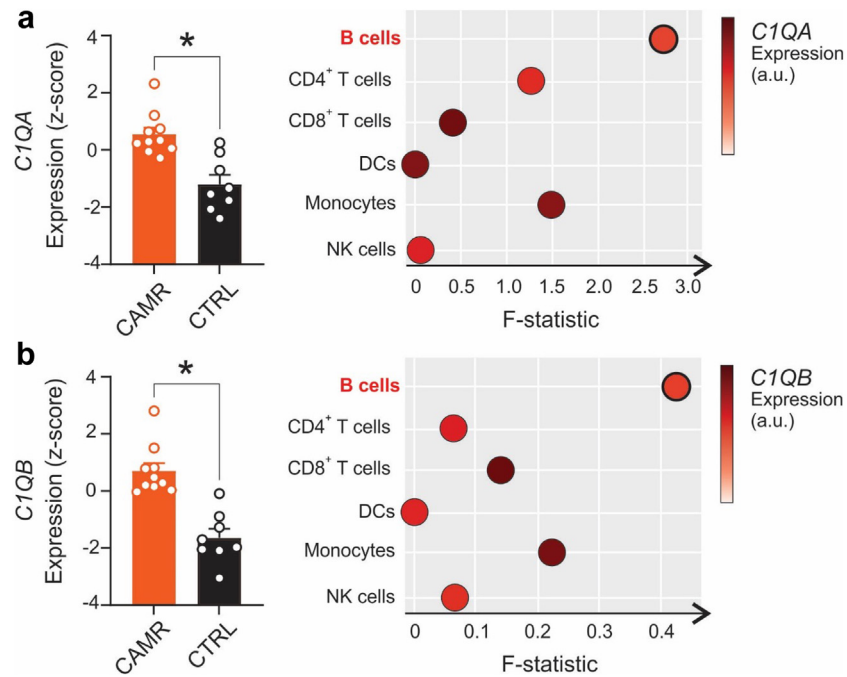 a
C1QA
Expression (z-score)
4
2
0
-2
-4
*
CAMR
CTRL
B cells
CD4+ T cells
CD8+ T cells
DCs
Monocytes
NK cells
0 0.5 1.0 1.5 2.0 2.5 3.0
F-statistic
C1QA
Expression
(a.u.)
b
C1QB
Expression (z-score)
4
2
0
-2
-4
*
CAMR
CTRL
B cells
CD4+ T cells
CD8+ T cells
DCs
Monocytes
NK cells
0 0.1 0.2 0.3 0.4
F-statistic
C1QB
Expression
(a.u.)